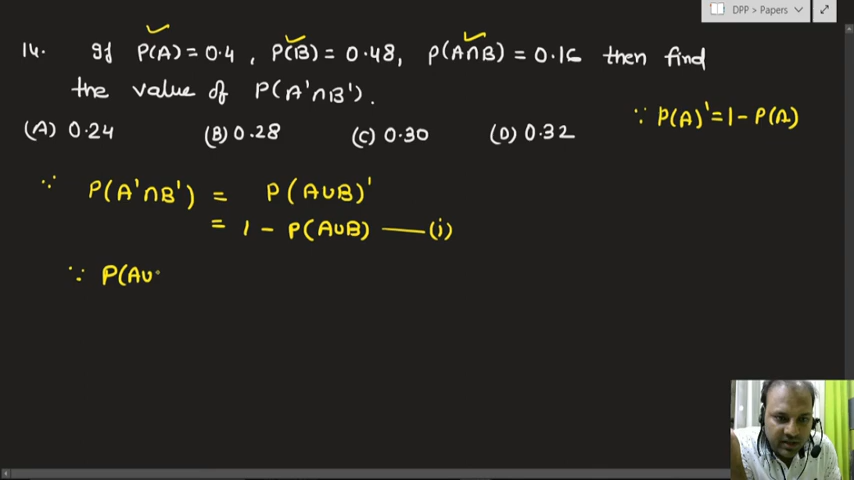 DPP > Papers
14. If P(A) = 0.4, P(B) = 0.48, P(A∩B) = 0.16 then find
the value of P(A'∩B').
(A) 0.24 (B) 0.28 (C) 0.30 (D) 0.32
∵ P(A)' = 1 - P(A)
∵ P(A'∩B') = P(A∪B)'
= 1 - P(A∪B) —— (i)
∵ P(A∪